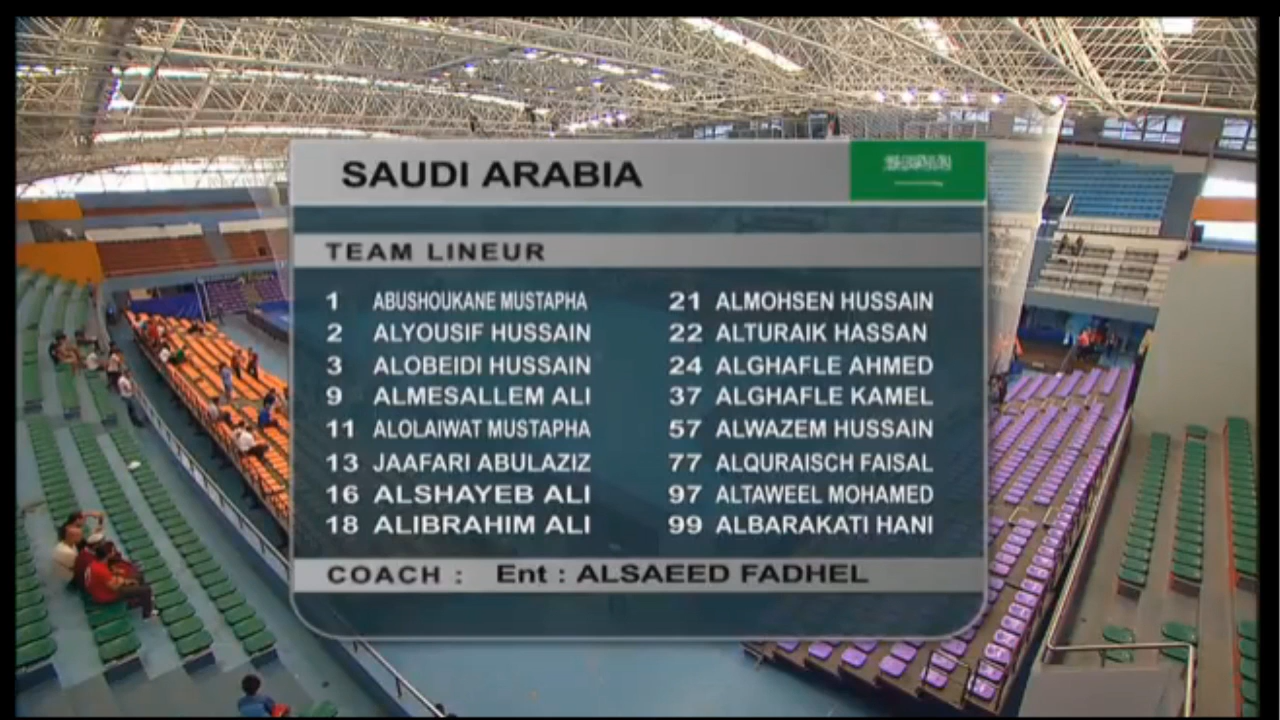 SAUDI ARABIA
TEAM LINEUR
1 ABUSHOUKANE MUSTAPHA
2 ALYOUSIF HUSSAIN
3 ALOBEIDI HUSSAIN
9 ALMESALLEM ALI
11 ALOLAIWAT MUSTAPHA
13 JAAFARI ABULAZIZ
16 ALSHAYEB ALI
18 ALIBRAHIM ALI
21 ALMOHSEN HUSSAIN
22 ALTURAIK HASSAN
24 ALGHAFLE AHMED
37 ALGHAFLE KAMEL
57 ALWAZEM HUSSAIN
77 ALQURAISCH FAISAL
97 ALTAWEEL MOHAMED
99 ALBARAKATI HANI
COACH : Ent : ALSAEED FADHEL